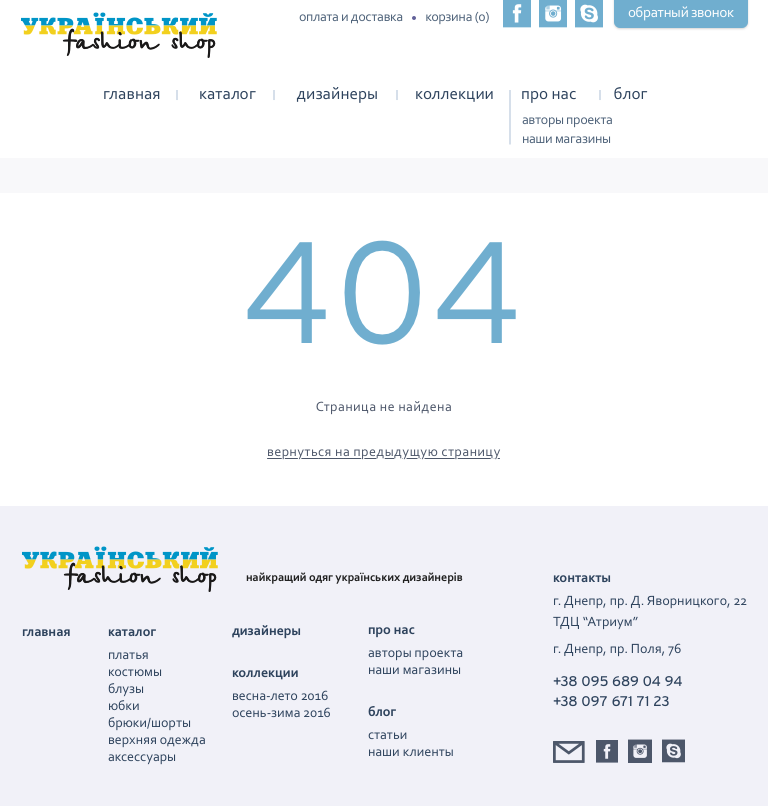 УКРАЇНСЬКИЙ
fashion shop
оплата и доставка • корзина (0)
обратный звонок
главная
каталог
дизайнеры
коллекции
про нас
блог
авторы проекта
наши магазины
404
Страница не найдена
вернуться на предыдущую страницу
УКРАЇНСЬКИЙ
fashion shop
найкращий одяг українських дизайнерів
главная
каталог
платья
костюмы
блузы
юбки
брюки/шорты
верхняя одежда
аксессуары
дизайнеры
коллекции
весна-лето 2016
осень-зима 2016
про нас
авторы проекта
наши магазины
блог
статьи
наши клиенты
контакты
г. Днепр, пр. Д. Яворницкого, 22
ТДЦ “Атриум”
г. Днепр, пр. Поля, 76
+38 095 689 04 94
+38 097 671 71 23